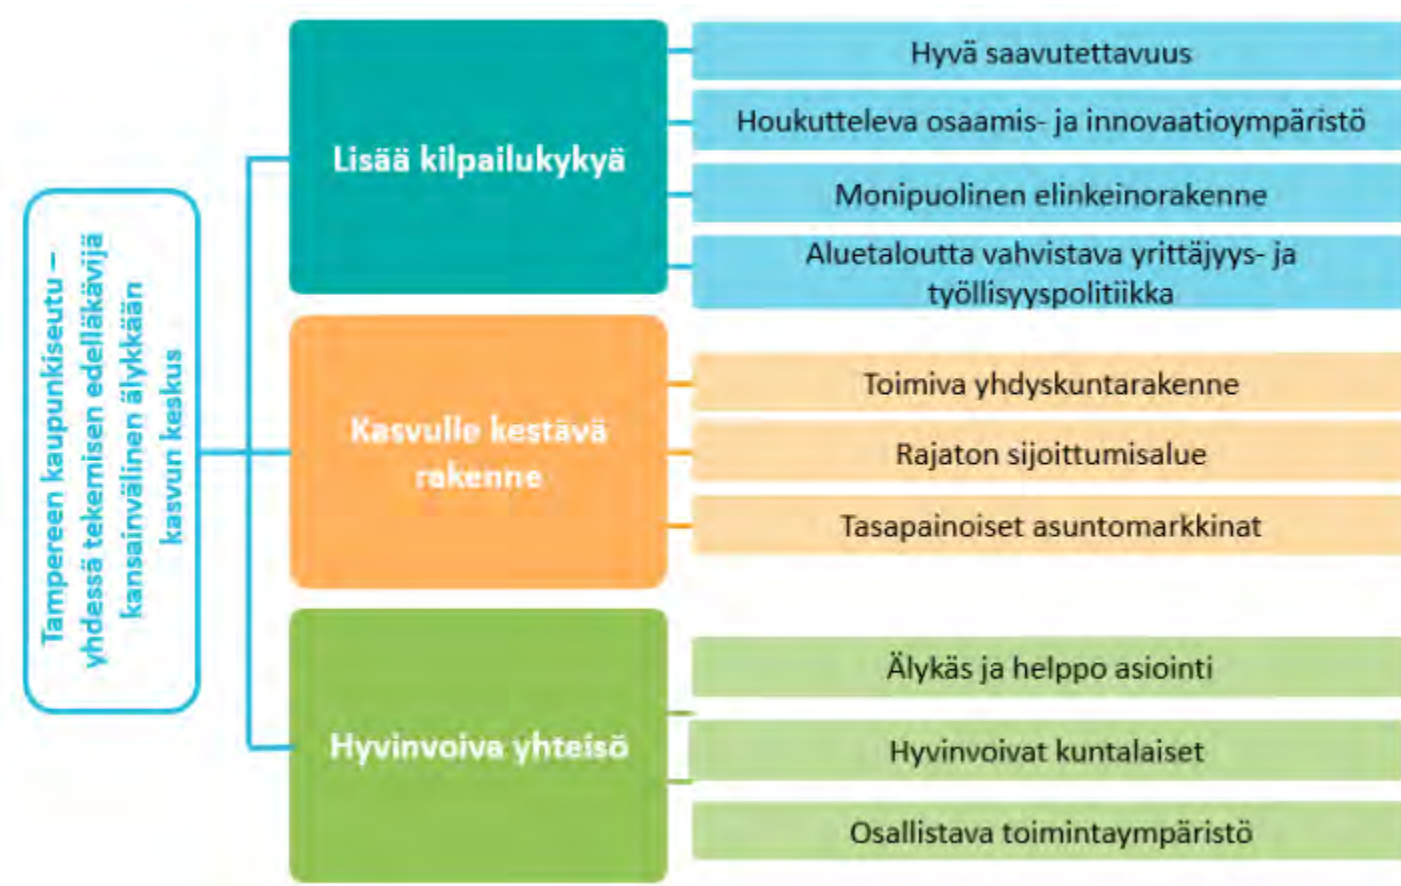 Tampereen kaupunkiseutu –
yhdessä tekemisen edelläkävijä
kansainvälinen älykkään
kasvun keskus
Lisää kilpailukykyä
Hyvä saavutettavuus
Houkutteleva osaamis- ja innovaatioympäristö
Monipuolinen elinkeinorakenne
Aluetaloutta vahvistava yrittäjyys- ja
työllisyyspolitiikka
Kasvulle kestävä
rakenne
Toimiva yhdyskuntarakenne
Rajaton sijoittumisalue
Tasapainoiset asuntomarkkinat
Hyvinvoiva yhteisö
Älykäs ja helppo asiointi
Hyvinvoivat kuntalaiset
Osallistava toimintaympäristö